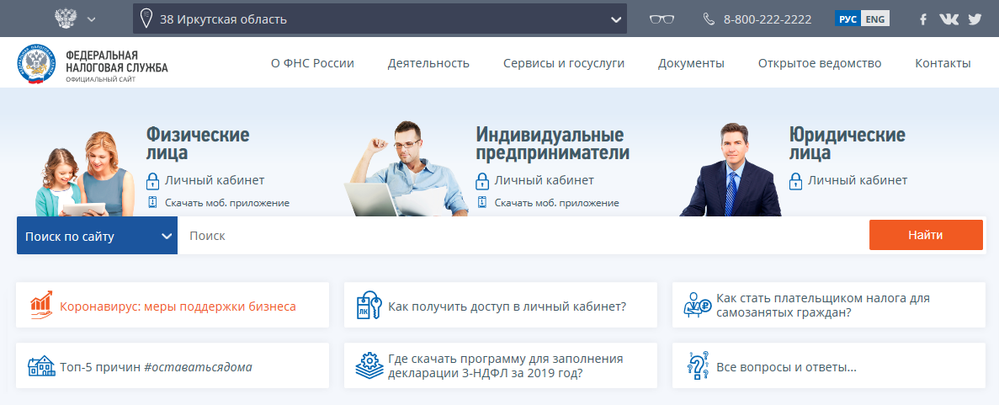 38 Иркутская область
8-800-222-2222
РУС ENG
ФЕДЕРАЛЬНАЯ
НАЛОГОВАЯ СЛУЖБА
ОФИЦИАЛЬНЫЙ САЙТ
О ФНС России
Деятельность
Сервисы и госуслуги
Документы
Открытое ведомство
Контакты
Физические
лица
Личный кабинет
Скачать моб. приложение
Индивидуальные
предприниматели
Личный кабинет
Скачать моб. приложение
Юридические
лица
Личный кабинет
Поиск по сайту
Поиск
Найти
Коронавирус: меры поддержки бизнеса
ЛК
Как получить доступ в личный кабинет?
Как стать плательщиком налога для
самозанятых граждан?
Топ-5 причин #оставатьсядома
Где скачать программу для заполнения
декларации 3-НДФЛ за 2019 год?
Все вопросы и ответы...